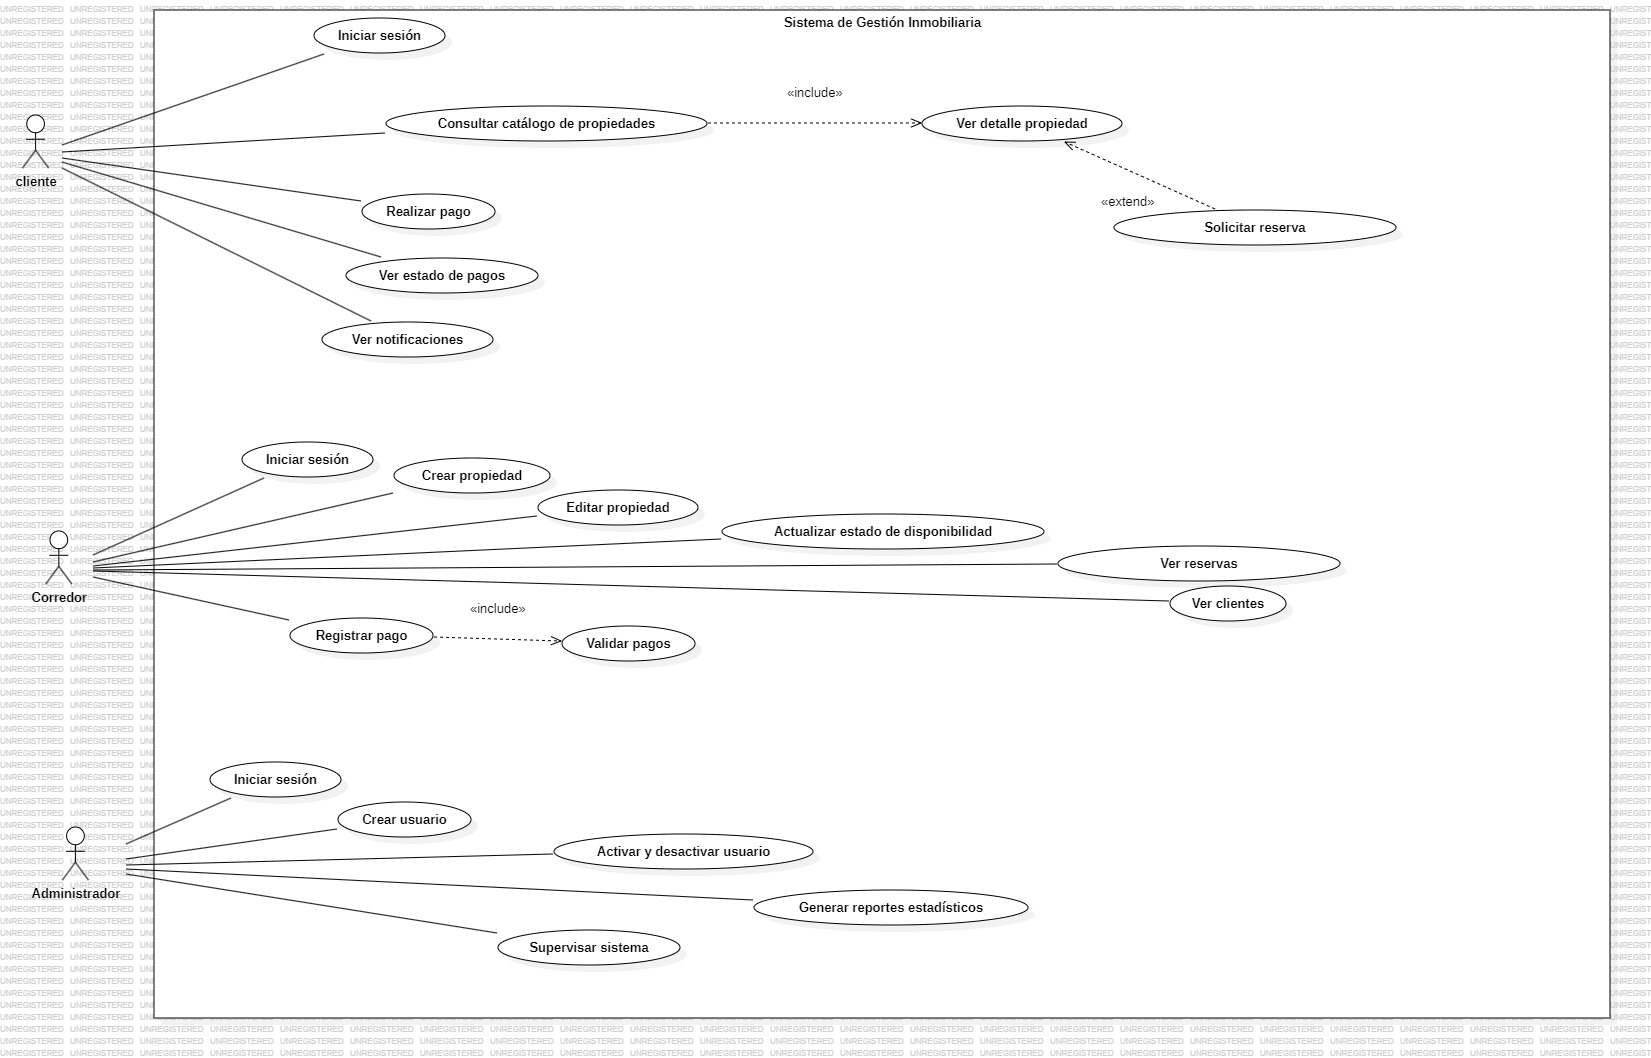 Sistema de Gestión Inmobiliaria
Iniciar sesión
«include»
Consultar catálogo de propiedades
Ver detalle propiedad
cliente
«extend»
Realizar pago
Solicitar reserva
Ver estado de pagos
Ver notificaciones
Iniciar sesión
Crear propiedad
Editar propiedad
Actualizar estado de disponibilidad
Ver reservas
Corredor
Ver clientes
«include»
Registrar pago
Validar pagos
Iniciar sesión
Crear usuario
Activar y desactivar usuario
Administrador
Generar reportes estadísticos
Supervisar sistema
UNREGISTERED